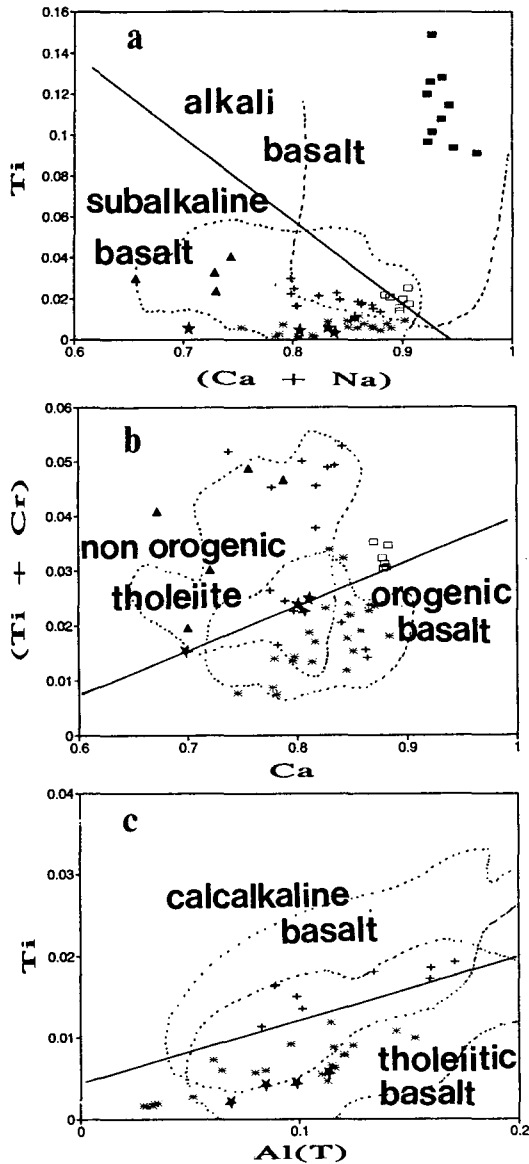 a
0.16
0.14
0.12
0.1
0.08
0.06
0.04
0.02
0
Ti
alkali
basalt
subalkaline
basalt
0.6 0.7 0.8 0.9 1
(Ca + Na)
b
0.06
0.05
0.04
0.03
0.02
0.01
0
(Ti + Cr)
non orogenic
tholeiite
orogenic
basalt
0.6 0.7 0.8 0.9 1
Ca
c
0.04
0.03
0.02
0.01
0
Ti
calcalkaline
basalt
tholeiitic
basalt
0 0.1 0.2
Al(T)